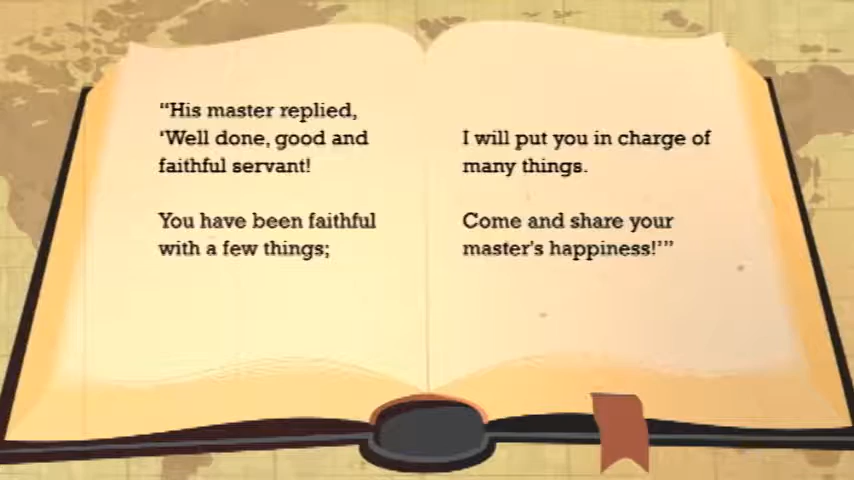 “His master replied,
‘Well done, good and
faithful servant!
You have been faithful
with a few things;
I will put you in charge of
many things.
Come and share your
master's happiness!’”